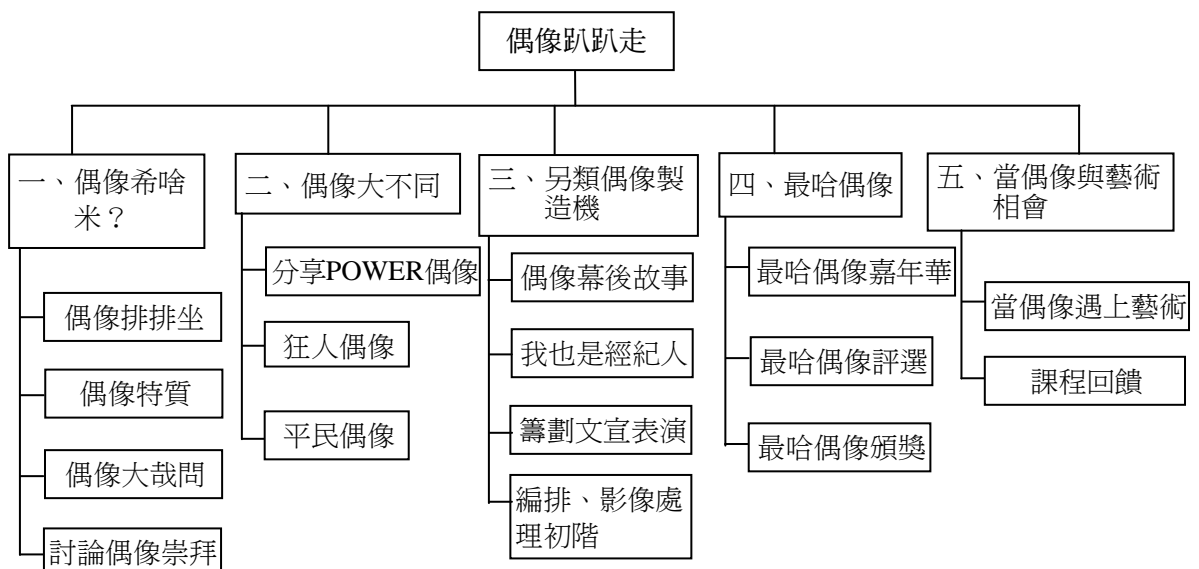 偶像趴趴走
一、偶像希啥
米？
偶像排排坐
偶像特質
偶像大哉問
討論偶像崇拜
二、偶像大不同
分享POWER偶像
狂人偶像
平民偶像
三、另類偶像製
造機
偶像幕後故事
我也是經紀人
籌劃文宣表演
編排、影像處
理初階
四、最哈偶像
最哈偶像嘉年華
最哈偶像評選
最哈偶像頒獎
五、當偶像與藝術
相會
當偶像遇上藝術
課程回饋